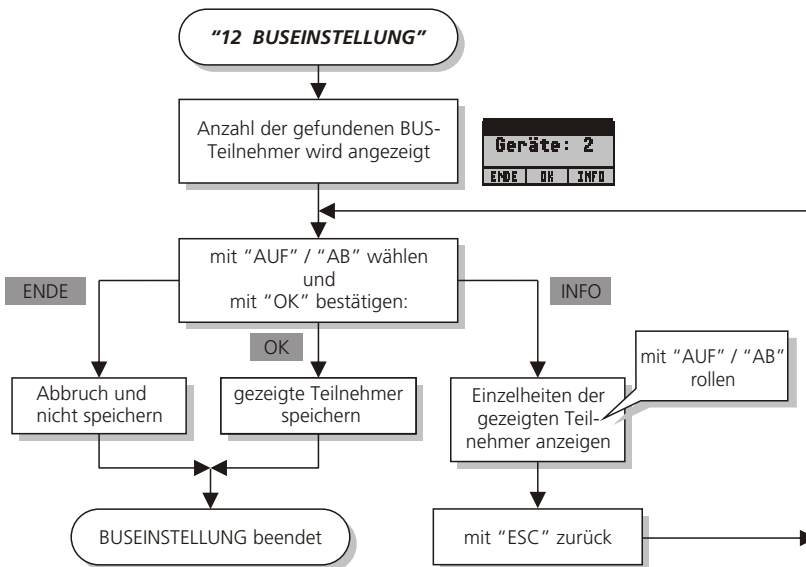 “12 BUSEINSTELLUNG”
Anzahl der gefundenen BUS-
Teilnehmer wird angezeigt
Geräte: 2
ENDE OK INFO
mit “AUF” / “AB” wählen
und
mit “OK” bestätigen:
ENDE
OK
INFO
mit “AUF” / “AB”
rollen
Abbruch und
nicht speichern
gezeigte Teilnehmer
speichern
Einzelheiten der
gezeigten Teil-
nehmer anzeigen
BUSEINSTELLUNG beendet
mit “ESC” zurück